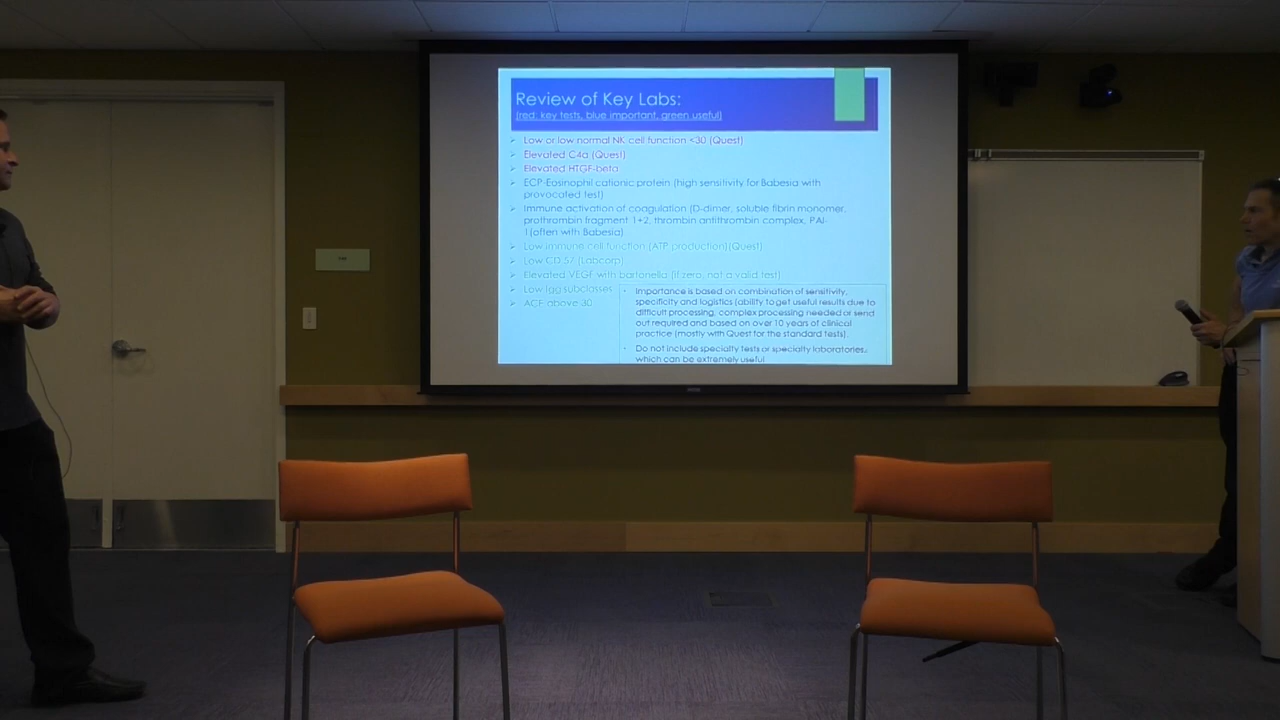 Review of Key Labs:
(red, key tests, blue important, green useful)
Low or low normal NK cell function <30 (Quest)
Elevated C4a (Quest)
Elevated HTGF-beta
ECP-Eosinophil cationic protein (high sensitivity for Babesia with
provocated test)
Immune activation of coagulation (D-dimer, soluble fibrin monomer,
prothrombin fragment 1+2, thrombin antithrombin complex, PAI-
1(often with Babesia)
Low immune cell function (ATP production)(Quest)
Low CD 57 (Labcorp)
Elevated VEGF with bartonella (if zero, not a valid test)
Low Igg subclasses
ACE above 30
Importance is based on combination of sensitivity,
specificity and logistics (ability to get useful results due to
difficult processing, complex processing needed or send
out required and based on over 10 years of clinical
practice (mostly with Quest for the standard tests).
Do not include specialty tests or specialty laboratories,
which can be extremely useful